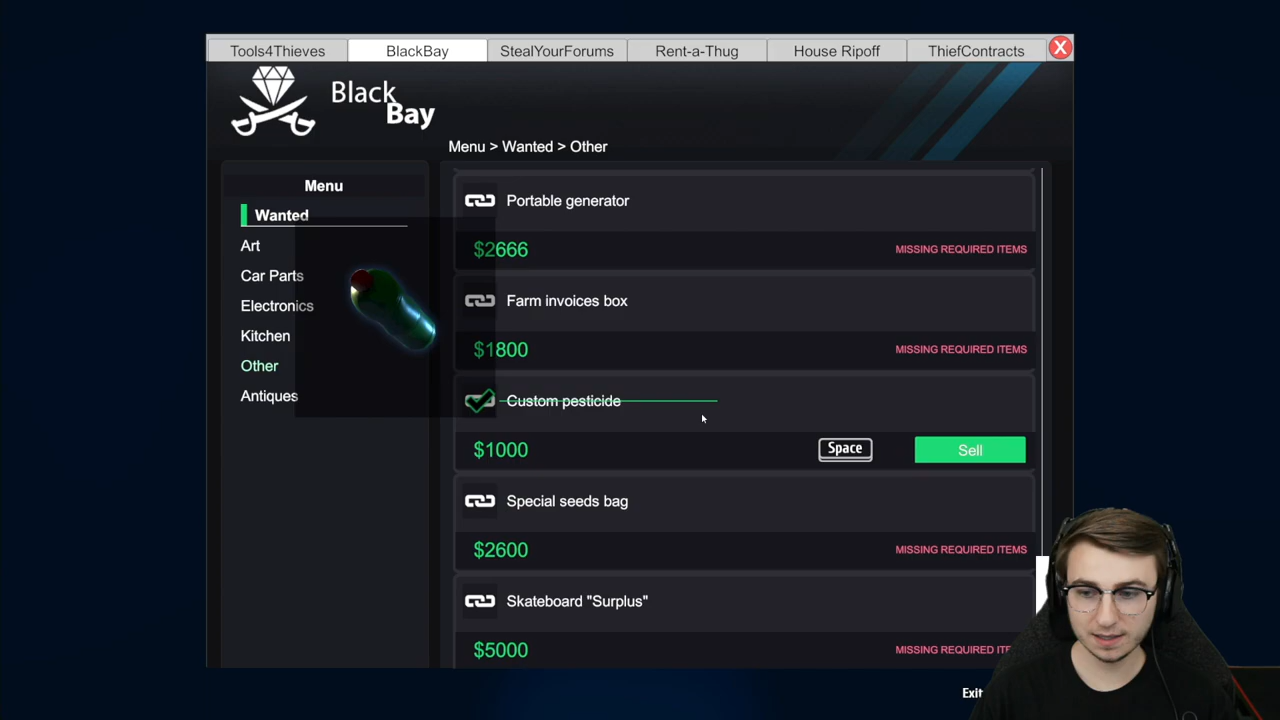 Tools4Thieves
BlackBay
StealYourForums
Rent-a-Thug
House Ripoff
ThiefContracts
X
Black
Bay
Menu > Wanted > Other
Menu
Wanted
Art
Car Parts
Electronics
Kitchen
Other
Antiques
Portable generator
$2666
MISSING REQUIRED ITEMS
Farm invoices box
$1800
MISSING REQUIRED ITEMS
Custom pesticide
$1000
Space
Sell
Special seeds bag
$2600
MISSING REQUIRED ITEMS
Skateboard "Surplus"
$5000
MISSING REQUIRED
Exit